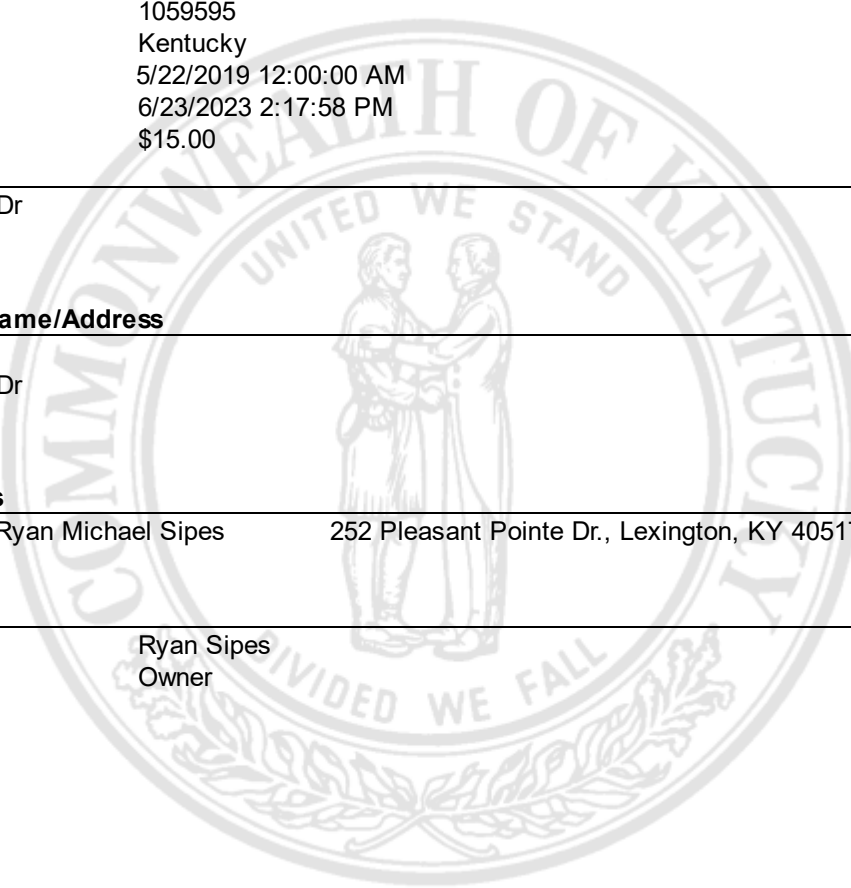 1059595
Kentucky
5/22/2019 12:00:00 AM
6/23/2023 2:17:58 PM
$15.00
Dr
ame/Address
Dr
s
Ryan Michael Sipes 252 Pleasant Pointe Dr., Lexington, KY 40517
Ryan Sipes
Owner
COMMONWEALTH OF KENTUCKY
UNITED WE STAND
DIVIDED WE FALL